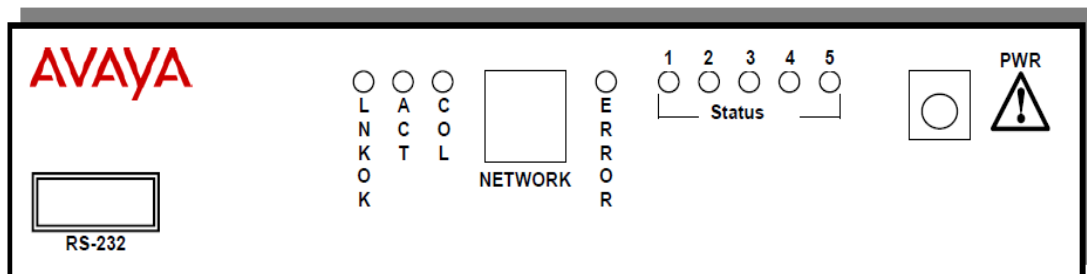 AVAYA
LNKOK
ACT
COL
NETWORK
ERROR
1 2 3 4 5
Status
PWR
RS-232